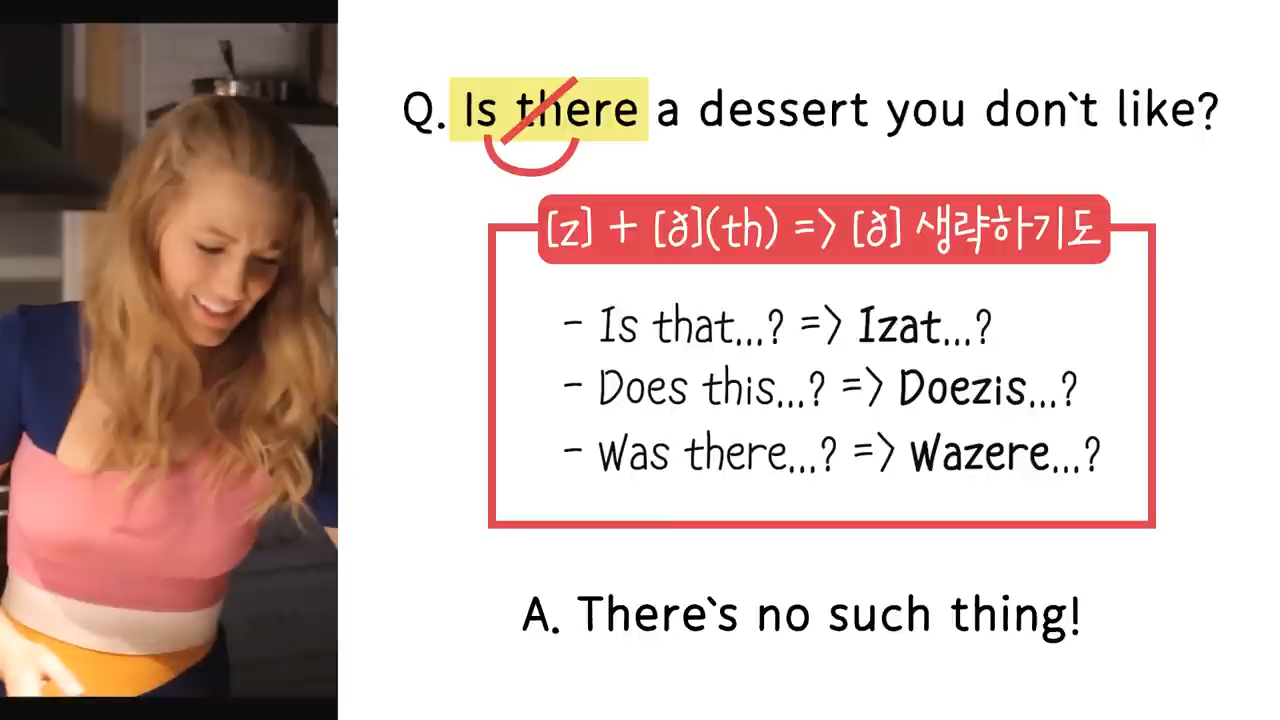 Q. Is there a dessert you don`t like?
[z] + [ð](th) => [ð] 생략하기도
- Is that...? => Izat...?
- Does this...? => Doezis...?
- Was there...? => Wazere...?
A. There`s no such thing!